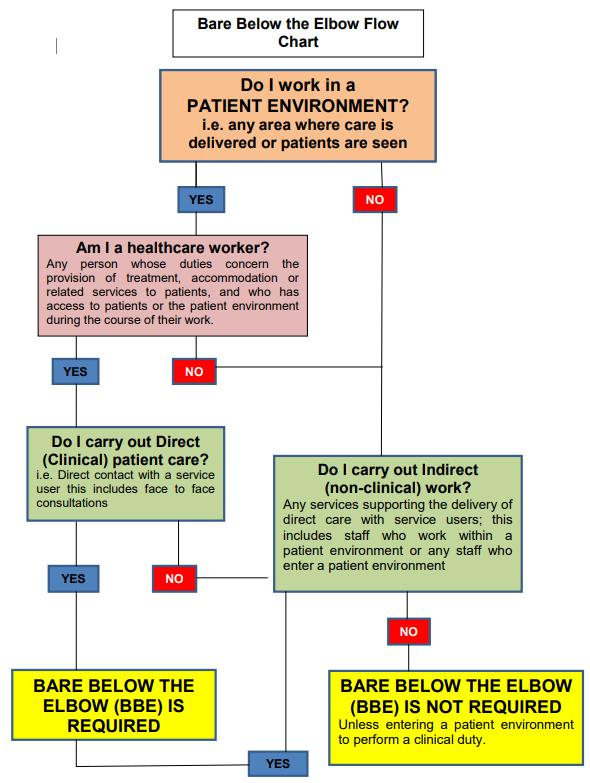 Bare Below the Elbow Flow
Chart
Do I work in a
PATIENT ENVIRONMENT?
i.e. any area where care is
delivered or patients are seen
YES
NO
Am I a healthcare worker?
Any person whose duties concern the
provision of treatment, accommodation or
related services to patients, and who has
access to patients or the patient environment
during the course of their work.
YES
NO
Do I carry out Direct
(Clinical) patient care?
i.e. Direct contact with a service
user this includes face to face
consultations
Do I carry out Indirect
(non-clinical) work?
Any services supporting the delivery of
direct care with service users; this
includes staff who work within a
patient environment or any staff who
enter a patient environment
YES
NO
NO
BARE BELOW THE
ELBOW (BBE) IS
REQUIRED
BARE BELOW THE ELBOW
(BBE) IS NOT REQUIRED
Unless entering a patient environment
to perform a clinical duty.
YES